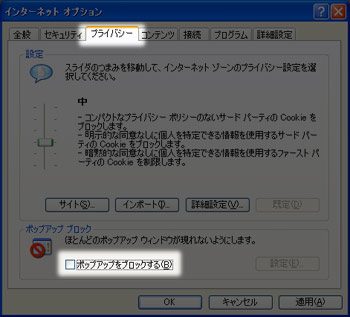 インターネット オプション
全般 セキュリティ プライバシー コンテンツ 接続 プログラム 詳細設定
設定
スライダのつまみを移動して、インターネット ゾーンのプライバシー設定を選択してください。
中
- コンパクトなプライバシー ポリシーのないサード パーティの Cookie を
ブロックします。
- 明示的な同意なしに個人を特定できる情報を使用するサード パー
ティの Cookie をブロックします。
- 暗黙的な同意なしに個人を特定できる情報を使用するファースト パ
ーティの Cookie を制限します。
サイト(S)... インポート(I)... 詳細設定(V)... 既定(D)
ポップアップ ブロック
ほとんどのポップアップ ウィンドウが現れないようにします。
ポップアップをブロックする(B) 設定(E)...
OK キャンセル 適用(A)